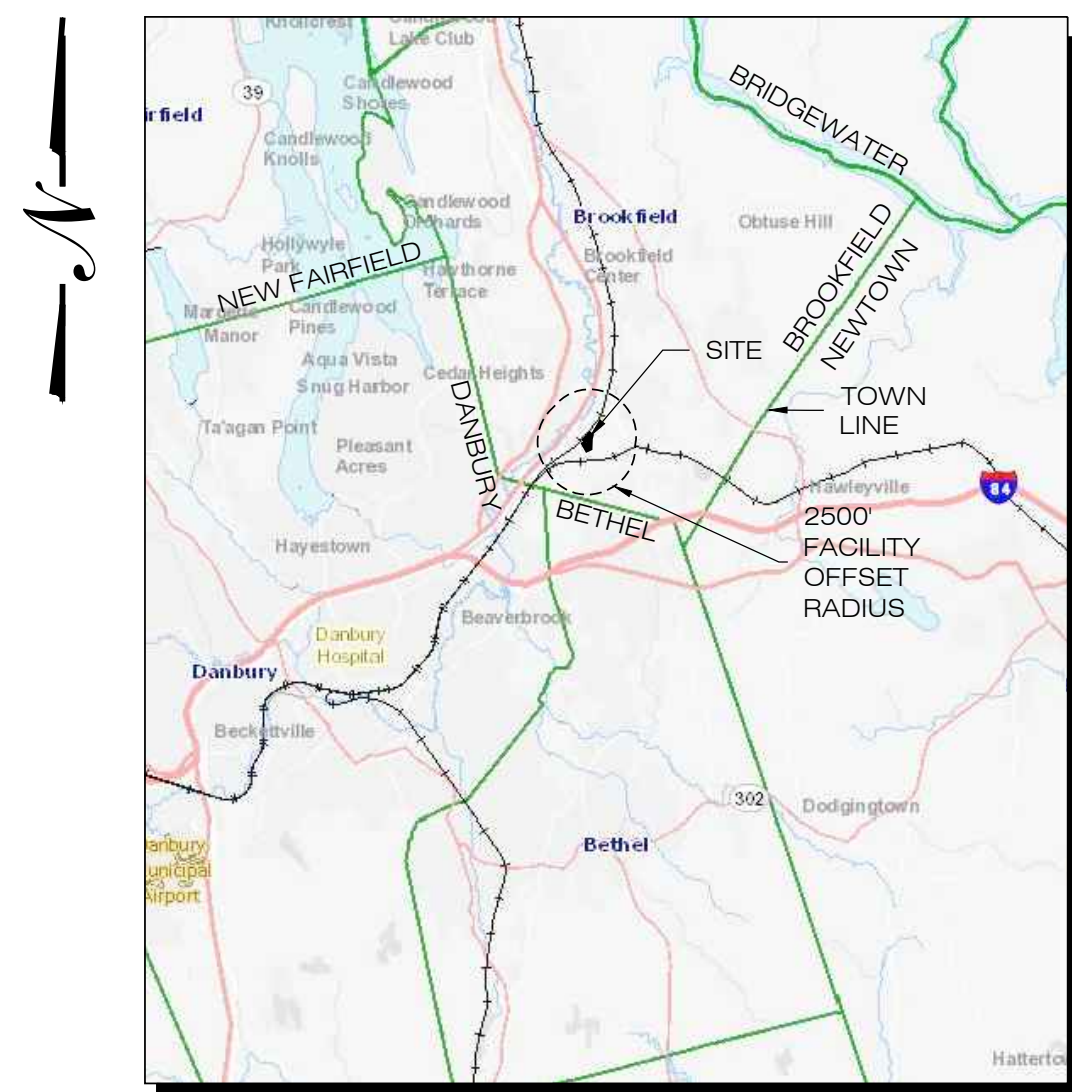 Knollcrest
Candlewood
Lake Club
39
Candlewood
Shores
irfield
BRIDGEWATER
Candlewood
Knolls
Candlewood
Orchards
Brookfield
Obtuse Hill
BROOKFIELD
NEWTOWN
Hollywyle
Park
Brookfield
Center
NEW FAIRFIELD
Hawthorne
Terrace
Manor
Candlewood
Pines
SITE
Aqua Vista
Snug Harbor
Cedar Heights
DANBURY
TOWN
LINE
Ta'agan Point
Pleasant
Acres
Hawleyville
84
BETHEL
2500'
FACILITY
OFFSET
RADIUS
Hayestown
Beaverbrook
Danbury
Hospital
Danbury
Beckettville
302
Dodgingtown
Bethel
anbury
unicipal
Airport
Hatterto
N